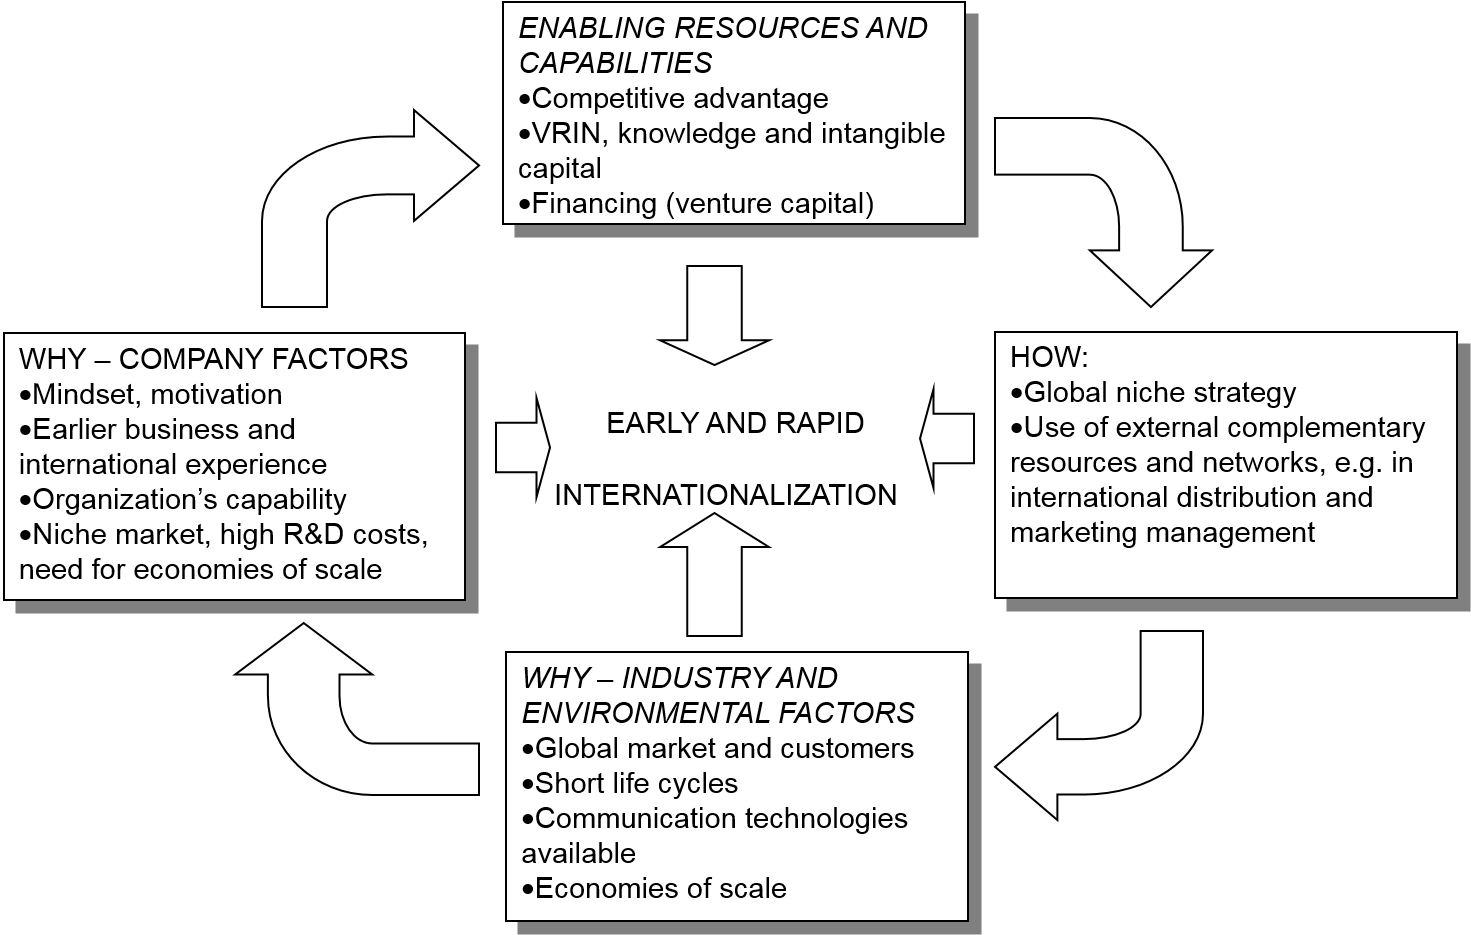 ENABLING RESOURCES AND
CAPABILITIES
•Competitive advantage
•VRIN, knowledge and intangible
capital
•Financing (venture capital)
WHY – COMPANY FACTORS
•Mindset, motivation
•Earlier business and
international experience
•Organization’s capability
•Niche market, high R&D costs,
need for economies of scale
EARLY AND RAPID
INTERNATIONALIZATION
HOW:
•Global niche strategy
•Use of external complementary
resources and networks, e.g. in
international distribution and
marketing management
WHY – INDUSTRY AND
ENVIRONMENTAL FACTORS
•Global market and customers
•Short life cycles
•Communication technologies
available
•Economies of scale